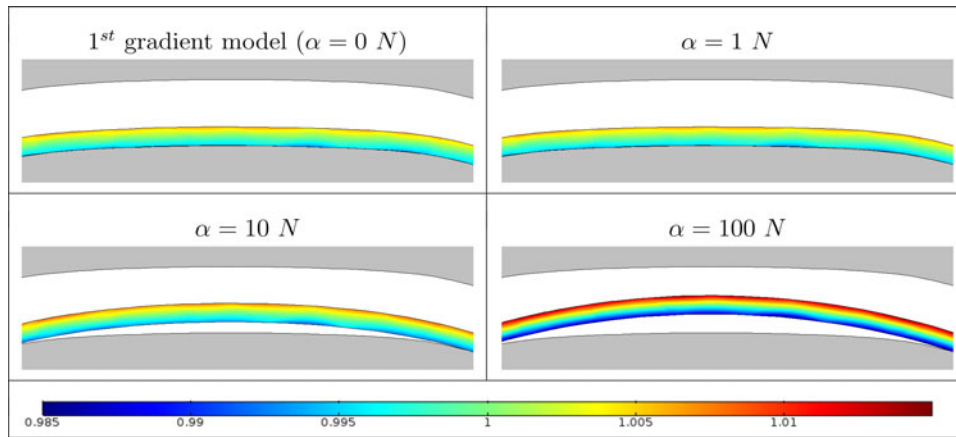 1st gradient model (α = 0 N)
α = 1 N
α = 10 N
α = 100 N
0.985 0.99 0.995 1 1.005 1.01